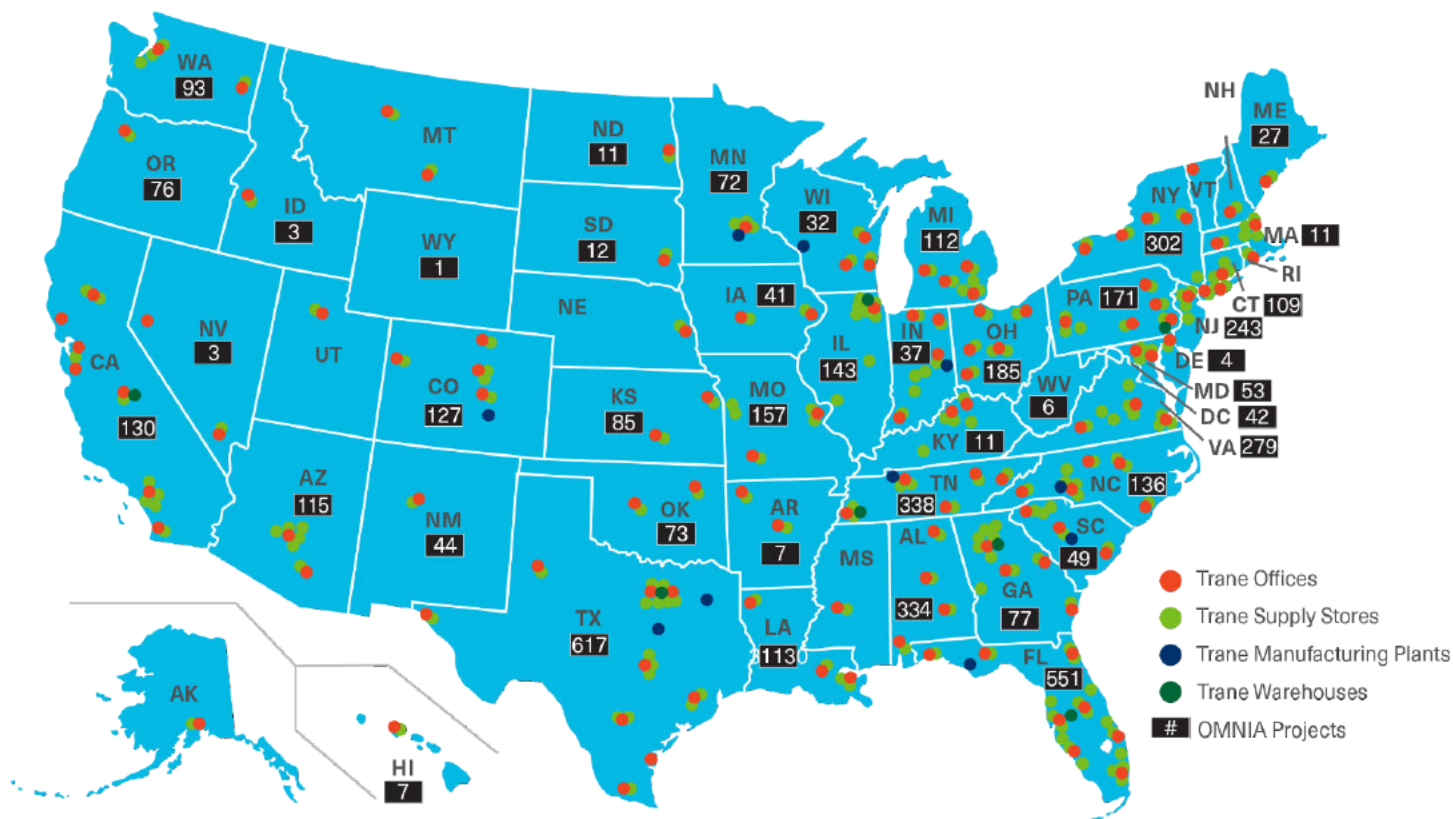 WA
93
OR
76
ID
3
MT
ND
11
SD
12
WY
1
NE
MN
72
WI
32
MI
112
IA 41
NH
ME
27
NY
VT
302
MA 11
RI
CT 109
NJ 243
PA 171
DE 4
MD 53
DC 42
VA 279
CA
130
NV
3
UT
CO
127
KS
85
MO
157
IL
143
IN
37
OH
185
WV
6
KY 11
AZ
115
NM
44
OK
73
AR
7
TN
338
NC 136
SC
49
MS
AL
334
GA
77
TX
617
LA
113
FL
551
AK
HI
7
Trane Offices
Trane Supply Stores
Trane Manufacturing Plants
Trane Warehouses
# OMNIA Projects